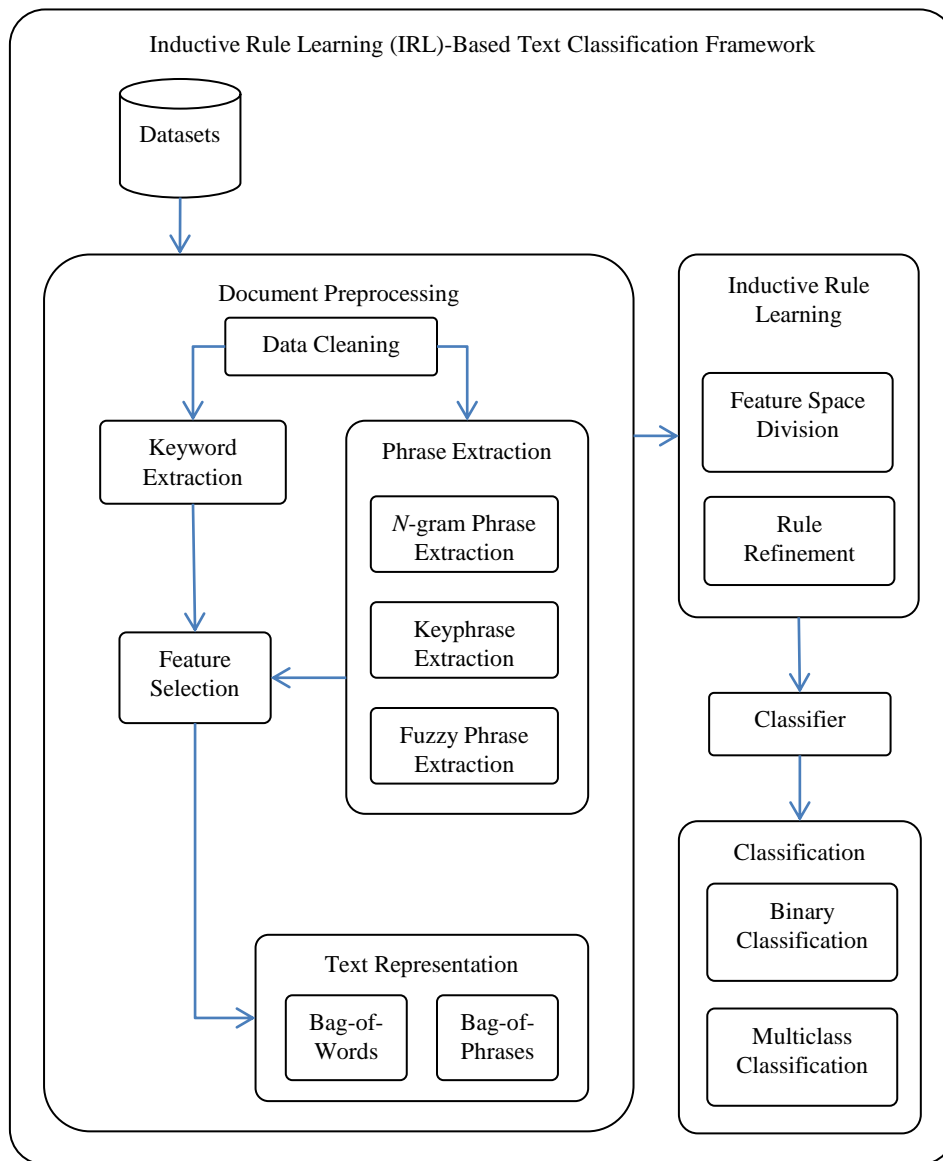 Inductive Rule Learning (IRL)-Based Text Classification Framework
Datasets
Document Preprocessing
Data Cleaning
Keyword
Extraction
Phrase Extraction
N-gram Phrase
Extraction
Keyphrase
Extraction
Fuzzy Phrase
Extraction
Feature
Selection
Text Representation
Bag-of-
Words
Bag-of-
Phrases
Inductive Rule
Learning
Feature Space
Division
Rule
Refinement
Classifier
Classification
Binary
Classification
Multiclass
Classification